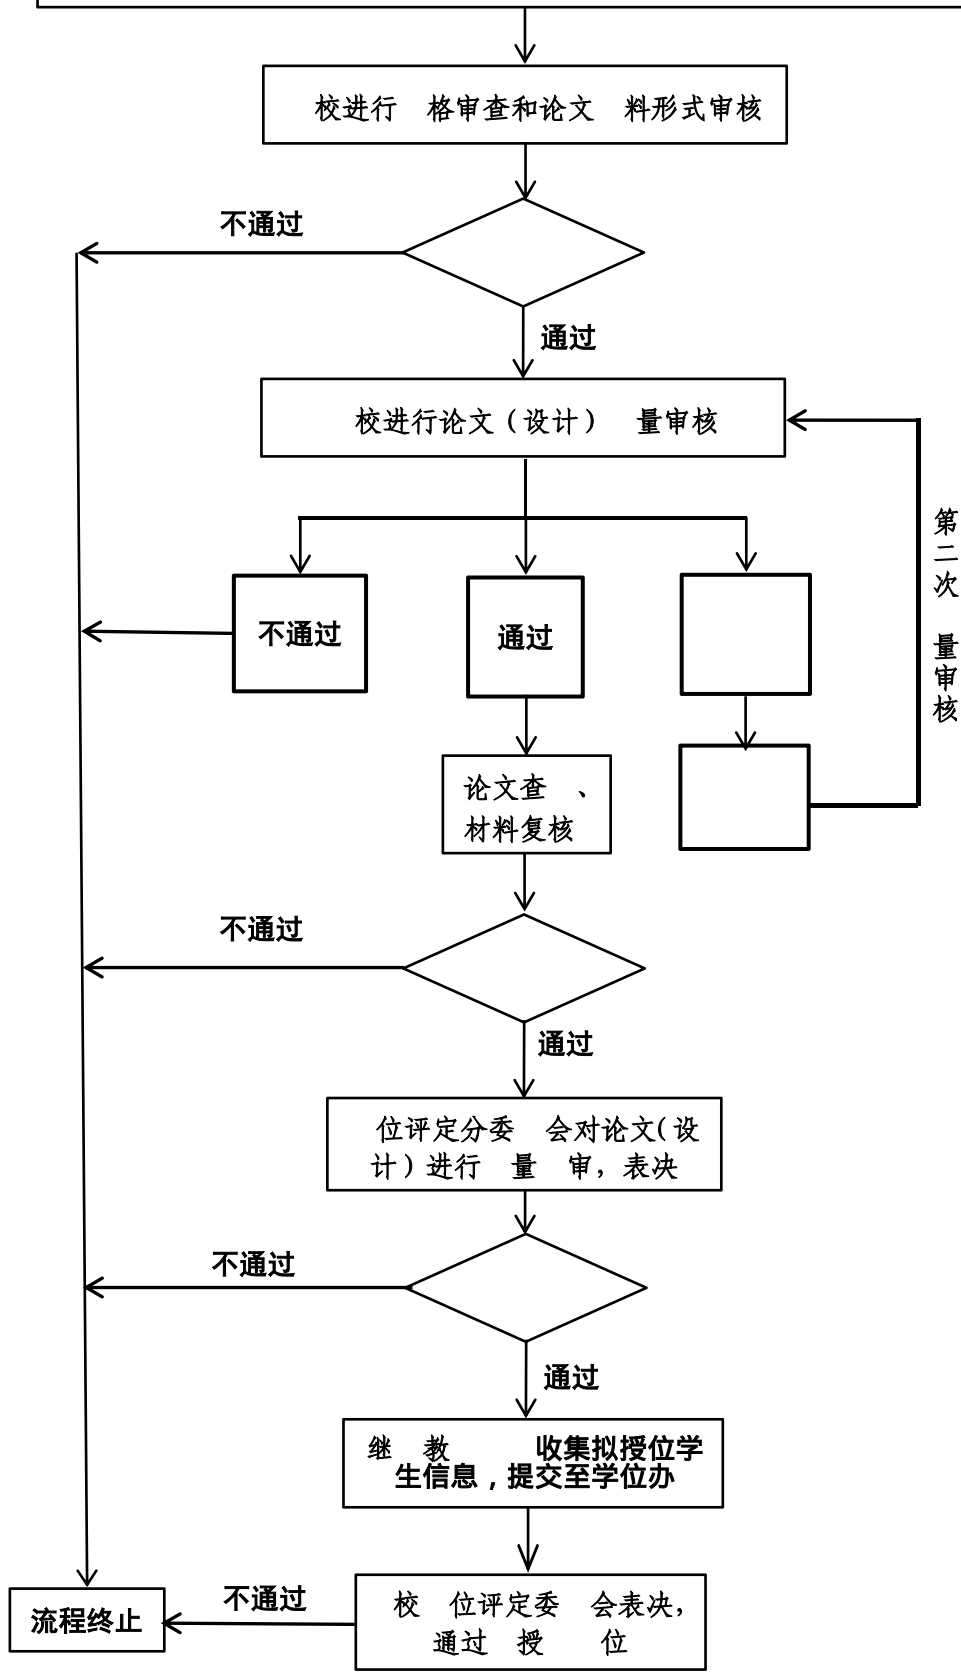 校进行 格审查和论文 料形式审核
不通过
通过
校进行论文（设计） 量审核
第二次 量审核
不通过
通过
论文查 、
材料复核
不通过
通过
位评定分委 会对论文(设
计）进行 量 审，表决
不通过
通过
继 教 收集拟授位学
生信息，提交至学位办
不通过
流程终止
校 位评定委 会表决，
通过 授 位